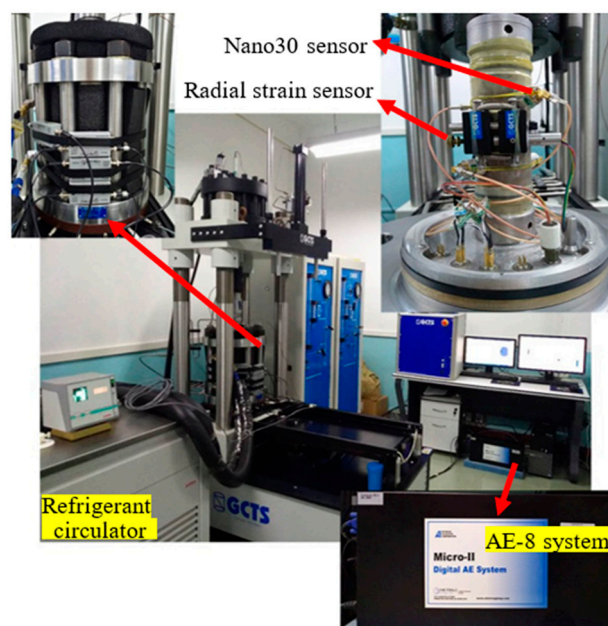 Nano30 sensor
Radial strain sensor
GCTS
GCTS
Refrigerant
circulator
GCTS
AE-8 system
Micro-II
Digital AE System